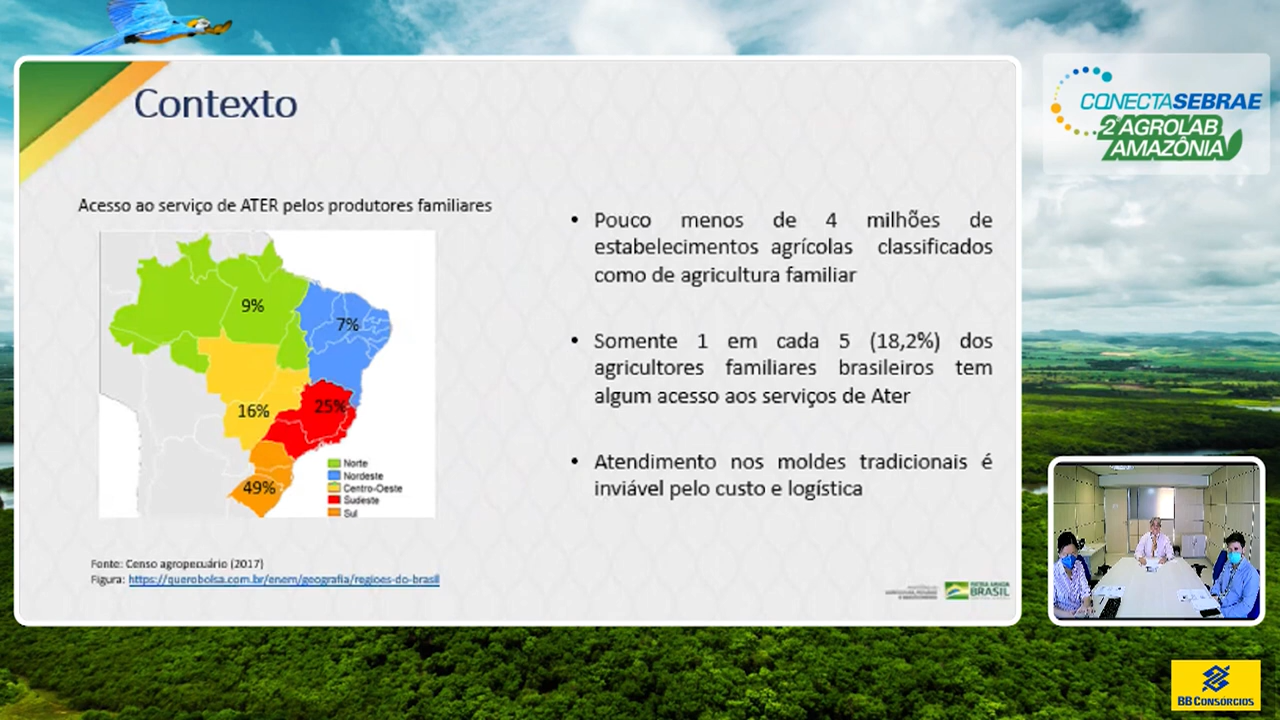 Contexto
CONECTASEBRAE
2º AGROLAB
AMAZÔNIA
Acesso ao serviço de ATER pelos produtores familiares
9%
7%
16%
25%
49%
Norte
Nordeste
Centro-Oeste
Sudeste
Sul
Fonte: Censo agropecuário (2017)
Figura: https://querobolsa.com.br/enem/geografia/regioes-do-brasil
• Pouco menos de 4 milhões de
estabelecimentos agrícolas classificados
como de agricultura familiar
• Somente 1 em cada 5 (18,2%) dos
agricultores familiares brasileiros tem
algum acesso aos serviços de Ater
• Atendimento nos moldes tradicionais é
inviável pelo custo e logística
PÁTRIA AMADA
BRASIL
BB CONSÓRCIOS